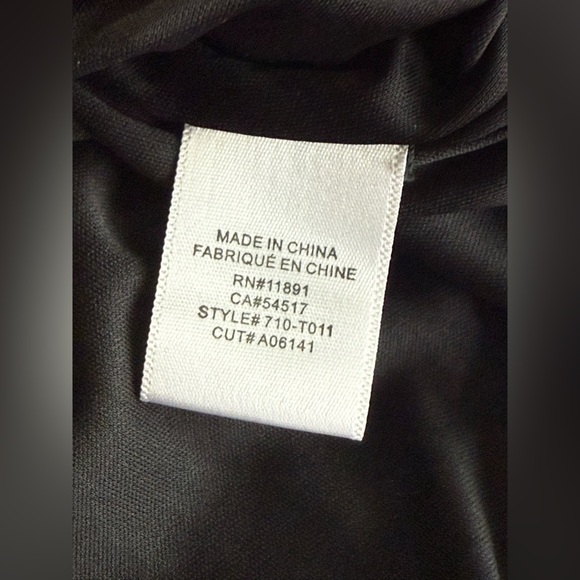 MADE IN CHINA
FABRIQUÉ EN CHINE
RN#11891
CA#54517
STYLE# 710-T011
CUT# A06141